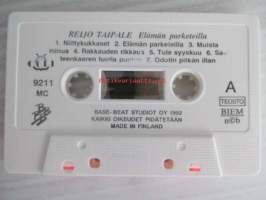 REIJO TAIPALE Elämän parketeilla
1. Niittykukkaset 2. Elämän parketeilla 3. Muista
minua 4. Rakkauden rikkaus 5. Tule syyskuu 6. Sa-
teenkaaren tuolla puolen 7. Odotin pitkän illan
9211
MC
A
TEOSTO
BIEM
n©b
BASE-BEAT STUDIOT OY 1992
KAIKKI OIKEUDET PIDÄTETÄÄN
MADE IN FINLAND